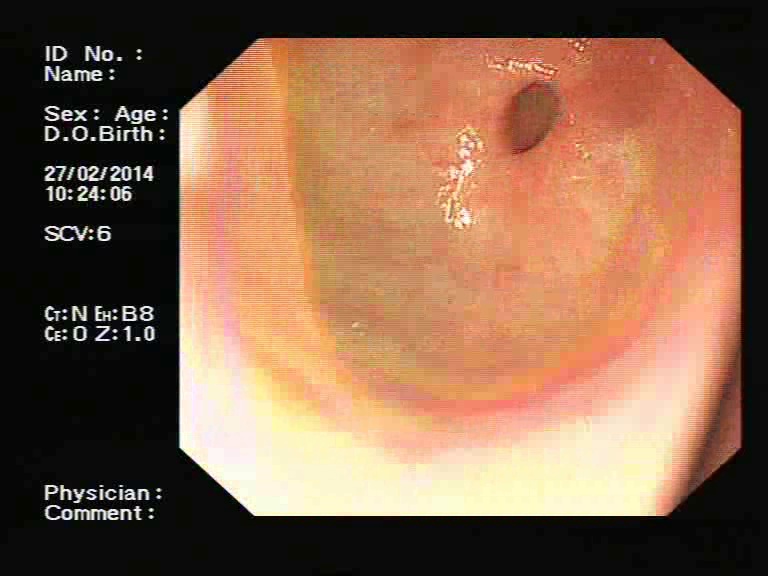 ID No. :
Name:
Sex: Age:
D.O.Birth:
27/02/2014
10:24:06
SCV:6
CT:N EH:B8
CE:0 Z:1.0
Physician:
Comment: